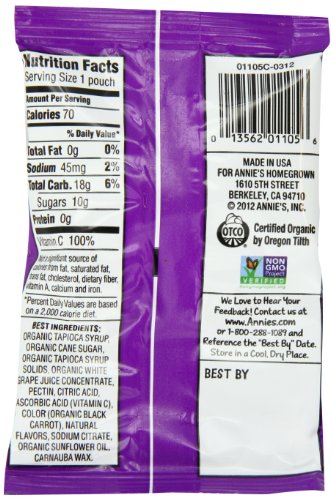 Nutrition Facts
Serving Size 1 pouch
Amount Per Serving
Calories 70
% Daily Value*
Total Fat 0g 0%
Sodium 45mg 2%
Total Carb. 18g 6%
Sugars 10g
Protein 0g
Vitamin C 100%
significant source of
calories from fat, saturated fat,
trans fat, cholesterol, dietary fiber,
vitamin A, calcium and iron.
*Percent Daily Values are based
on a 2,000 calorie diet.
BEST INGREDIENTS:
ORGANIC TAPIOCA SYRUP,
ORGANIC CANE SUGAR,
ORGANIC TAPIOCA SYRUP
SOLIDS, ORGANIC WHITE
GRAPE JUICE CONCENTRATE,
PECTIN, CITRIC ACID,
ASCORBIC ACID (VITAMIN C),
COLOR (ORGANIC BLACK
CARROT), NATURAL
FLAVORS, SODIUM CITRATE,
ORGANIC SUNFLOWER OIL,
CARNAUBA WAX.
01105C-0312
0 13562 01105 6
MADE IN USA
FOR ANNIE'S HOMEGROWN
1610 5TH STREET
BERKELEY, CA 94710
© 2012 ANNIE'S, INC.
OTCO
Certified Organic
by Oregon Tilth
NON
GMO
Project
VERIFIED
We Love to Hear Your
Feedback! Contact us at
www.Annies.com
or 1-800-288-1089 and
Reference the "Best By" Date.
Store in a Cool, Dry Place.
BEST BY